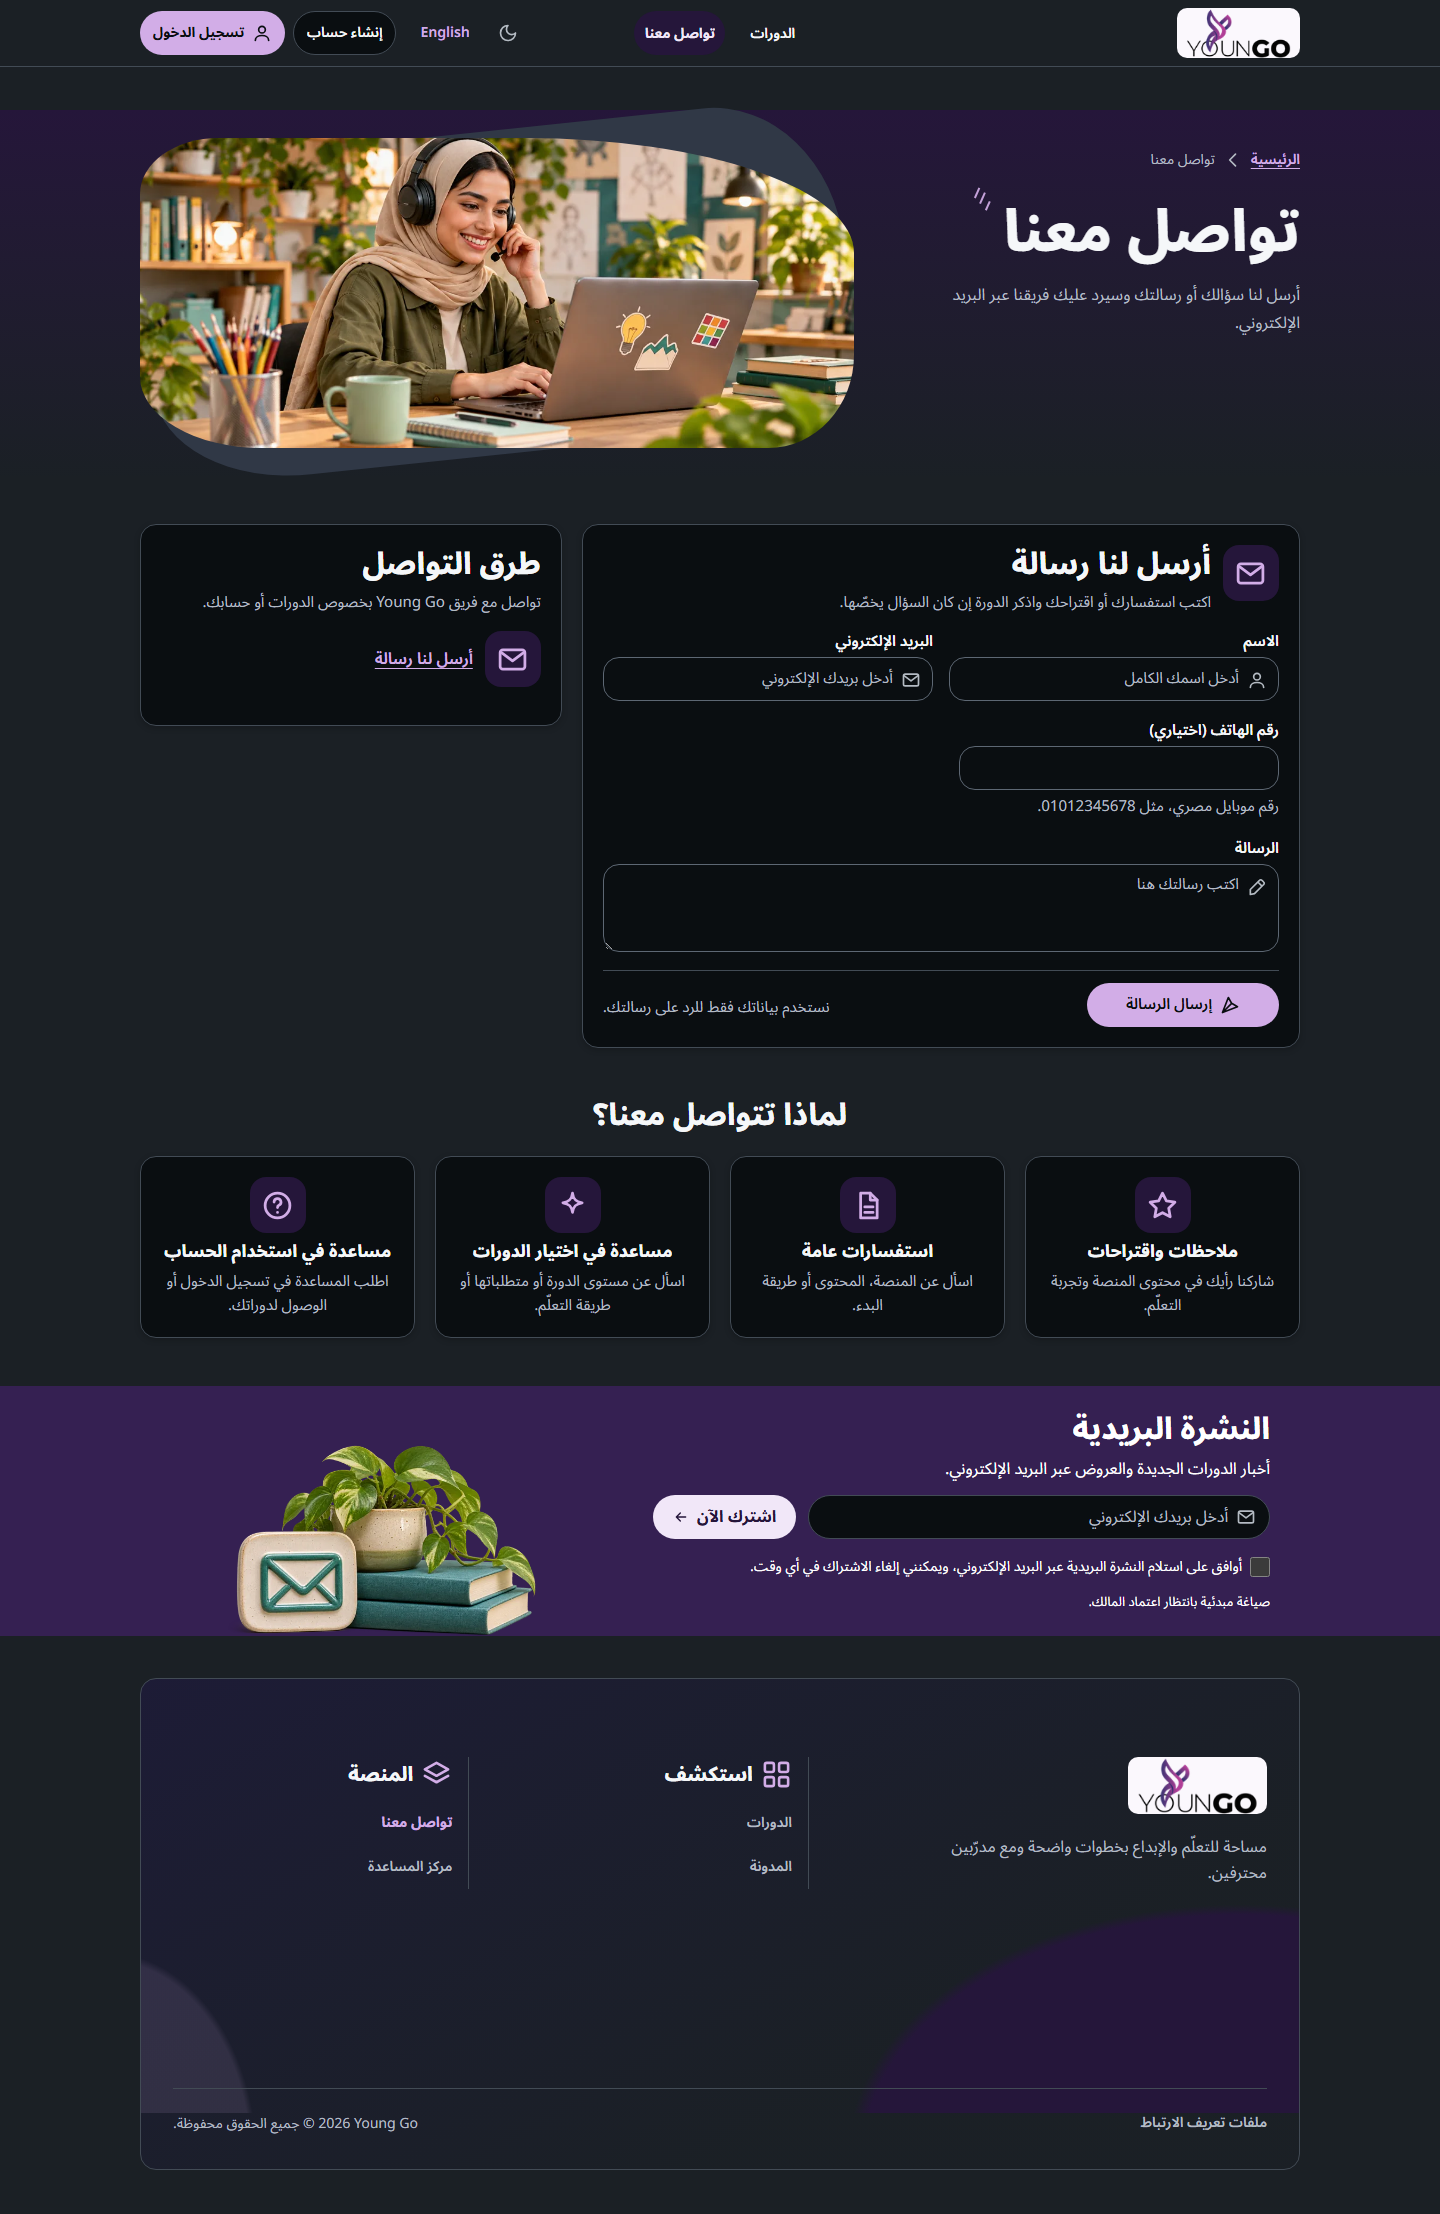 YOUNGO
الدورات
تواصل معنا
English
إنشاء حساب
تسجيل الدخول
الرئيسية
تواصل معنا
تواصل معنا
أرسل لنا سؤالك أو رسالتك وسيرد عليك فريقنا عبر البريد
الإلكتروني.
أرسل لنا رسالة
اكتب استفسارك أو اقتراحك واذكر الدورة إن كان السؤال يخصّها.
الاسم
أدخل اسمك الكامل
البريد الإلكتروني
أدخل بريدك الإلكتروني
رقم الهاتف (اختياري)
رقم موبايل مصري، مثل 01012345678.
الرسالة
اكتب رسالتك هنا
إرسال الرسالة
نستخدم بياناتك فقط للرد على رسالتك.
طرق التواصل
تواصل مع فريق Young Go بخصوص الدورات أو حسابك.
أرسل لنا رسالة
لماذا تتواصل معنا؟
ملاحظات واقتراحات
شاركنا رأيك في محتوى المنصة وتجربة
التعلّم.
استفسارات عامة
اسأل عن المنصة، المحتوى أو طريقة
البدء.
مساعدة في اختيار الدورات
اسأل عن مستوى الدورة أو متطلباتها أو
طريقة التعلّم.
مساعدة في استخدام الحساب
اطلب المساعدة في تسجيل الدخول أو
الوصول لدوراتك.
النشرة البريدية
أخبار الدورات الجديدة والعروض عبر البريد الإلكتروني.
أدخل بريدك الإلكتروني
اشترك الآن
أوافق على استلام النشرة البريدية عبر البريد الإلكتروني، ويمكنني إلغاء الاشتراك في أي وقت.
صياغة مبدئية بانتظار اعتماد المالك.
YOUNGO
مساحة للتعلّم والإبداع بخطوات واضحة ومع مدرّبين
محترفين.
استكشف
الدورات
المدونة
المنصة
تواصل معنا
مركز المساعدة
ملفات تعريف الارتباط
Young Go 2026 © جميع الحقوق محفوظة.